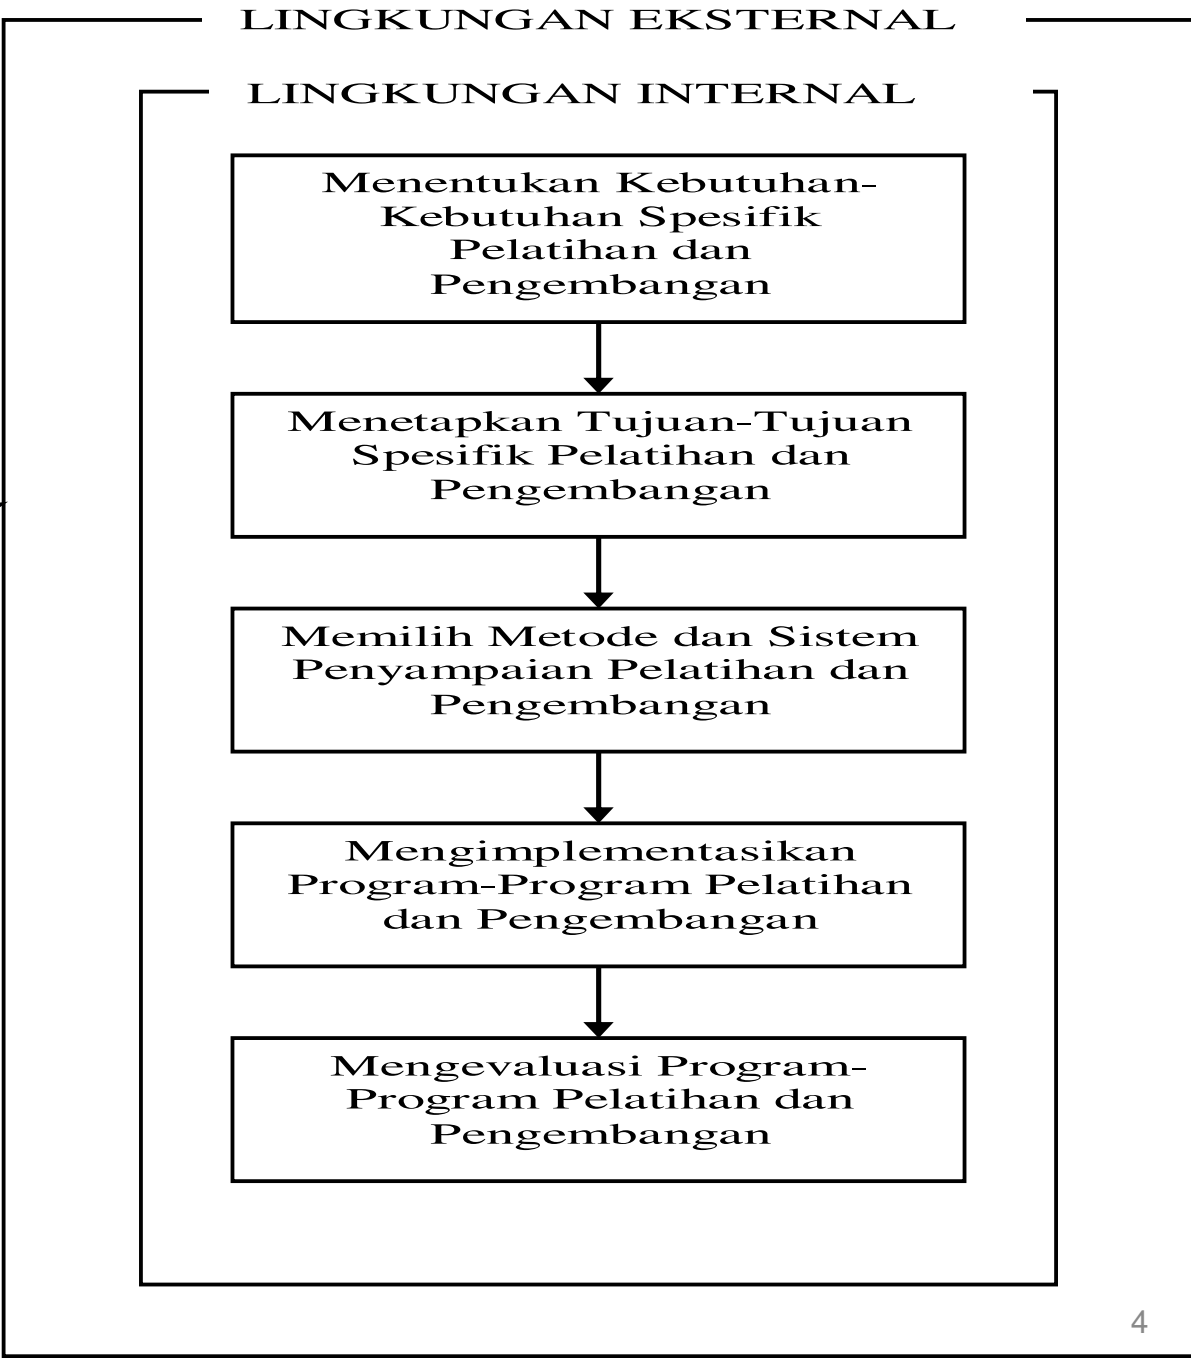 LINGKUNGAN EKSTERNAL
LINGKUNGAN INTERNAL
Menentukan Kebutuhan-
Kebutuhan Spesifik
Pelatihan dan
Pengembangan
Menetapkan Tujuan-Tujuan
Spesifik Pelatihan dan
Pengembangan
Memilih Metode dan Sistem
Penyampaian Pelatihan dan
Pengembangan
Mengimplementasikan
Program-Program Pelatihan
dan Pengembangan
Mengevaluasi Program-
Program Pelatihan dan
Pengembangan
4